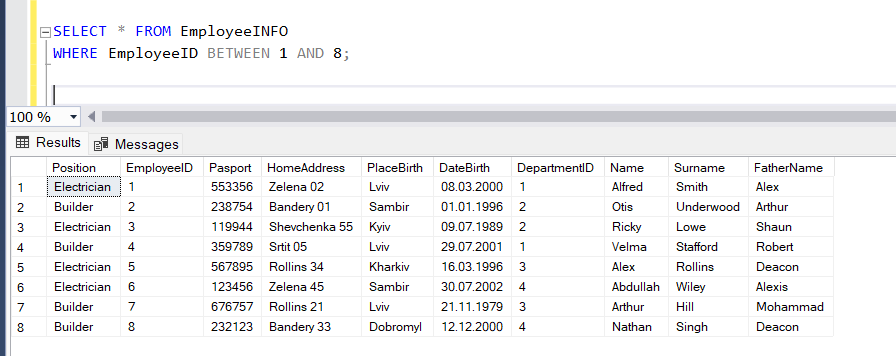 SELECT * FROM EmployeeINFO
WHERE EmployeeID BETWEEN 1 AND 8;
100 %
Results Messages
Position EmployeeID Pasport HomeAddress PlaceBirth DateBirth DepartmentID Name Surname FatherName
1 Electrician 1 553356 Zelena 02 Lviv 08.03.2000 1 Alfred Smith Alex
2 Builder 2 238754 Bandery 01 Sambir 01.01.1996 2 Otis Underwood Arthur
3 Electrician 3 119944 Shevchenka 55 Kyiv 09.07.1989 2 Ricky Lowe Shaun
4 Builder 4 359789 Srtit 05 Lviv 29.07.2001 1 Velma Stafford Robert
5 Electrician 5 567895 Rollins 34 Kharkiv 16.03.1996 3 Alex Rollins Deacon
6 Electrician 6 123456 Zelena 45 Sambir 30.07.2002 4 Abdullah Wiley Alexis
7 Builder 7 676757 Rollins 21 Lviv 21.11.1979 3 Arthur Hill Mohammad
8 Builder 8 232123 Bandery 33 Dobromyl 12.12.2000 4 Nathan Singh Deacon